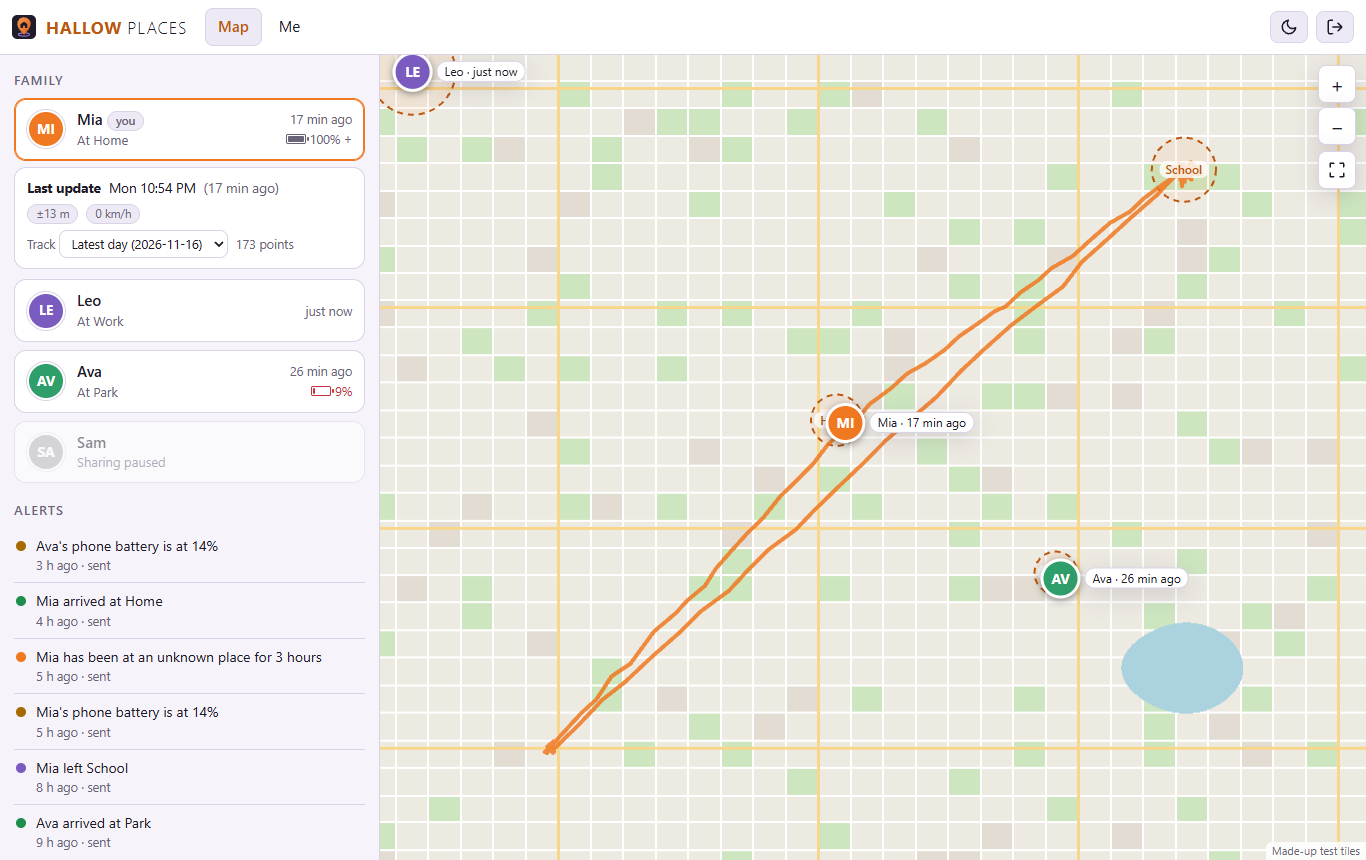 HALLOW PLACES
Map
Me
FAMILY
MI
Mia you
17 min ago
At Home
100% +
Last update Mon 10:54 PM (17 min ago)
±13 m
0 km/h
Track Latest day (2026-11-16) 173 points
LE
Leo
At Work
just now
AV
Ava
26 min ago
At Park
9%
SA
Sam
Sharing paused
ALERTS
Ava's phone battery is at 14%
3 h ago · sent
Mia arrived at Home
4 h ago · sent
Mia has been at an unknown place for 3 hours
5 h ago · sent
Mia's phone battery is at 14%
5 h ago · sent
Mia left School
8 h ago · sent
Ava arrived at Park
9 h ago · sent
LE
Leo · just now
+
−
School
MI
Mia · 17 min ago
AV
Ava · 26 min ago
Made-up test tiles